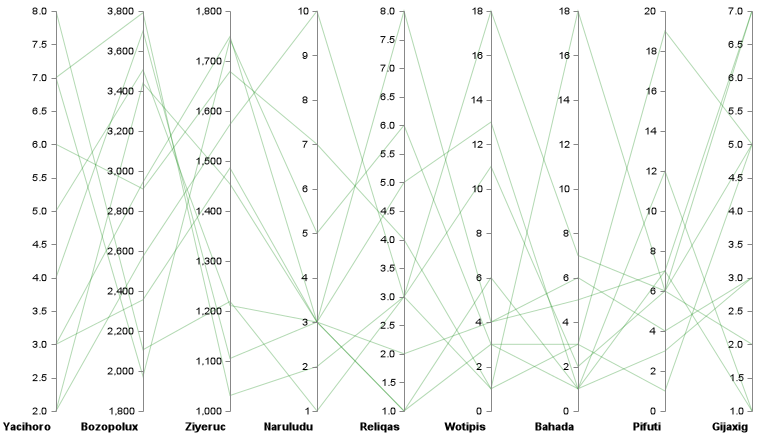 8.0 3,800 1,800 10 8.0 18 18 20 7.0
7.5 3,600 1,700 9 7.5 16 16 18 6.5
7.0 3,400 1,600 8 7.0 14 14 16 6.0
6.5 3,200 1,500 7 6.5 12 12 14 5.5
6.0 3,000 1,400 6 6.0 10 10 12 5.0
5.5 2,800 1,300 5 5.5 8 8 10 4.5
5.0 2,600 1,200 4 5.0 6 6 8 4.0
4.5 2,400 1,100 3 4.5 4 4 6 3.5
4.0 2,200 1,000 2 4.0 2 2 4 3.0
3.5 2,000 1 3.5 0 0 2 2.5
3.0 1,800 3.0 0 2.0
2.5 2.5 1.5
2.0 2.0 1.0
1.5
1.0
Yacihoro Bozopolux Ziyeruc Naruludu Reliqas Wotipis Bahada Pifuti Gijaxig